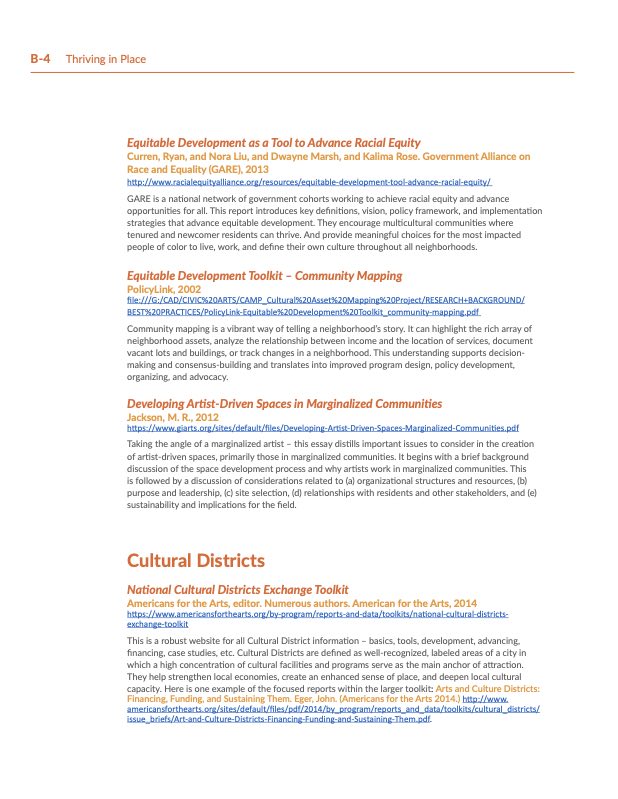 B-4 Thriving in Place
Equitable Development as a Tool to Advance Racial Equity
Curren, Ryan, and Nora Liu, and Dwayne Marsh, and Kalima Rose. Government Alliance on
Race and Equality (GARE), 2013
http://www.racialequityalliance.org/resources/equitable-development-tool-advance-racial-equity/
GARE is a national network of government cohorts working to achieve racial equity and advance
opportunities for all. This report introduces key definitions, vision, policy framework, and implementation
strategies that advance equitable development. They encourage multicultural communities where
tenured and newcomer residents can thrive. And provide meaningful choices for the most impacted
people of color to live, work, and define their own culture throughout all neighborhoods.
Equitable Development Toolkit – Community Mapping
PolicyLink, 2002
file:///G:/CAD/CIVIC%20ARTS/CAMP_Cultural%20Asset%20Mapping%20Project/RESEARCH+BACKGROUND/
BEST%20PRACTICES/PolicyLink-Equitable%20Development%20Toolkit_community-mapping.pdf
Community mapping is a vibrant way of telling a neighborhood's story. It can highlight the rich array of
neighborhood assets, analyze the relationship between income and the location of services, document
vacant lots and buildings, or track changes in a neighborhood. This understanding supports decision-
making and consensus-building and translates into improved program design, policy development,
organizing, and advocacy.
Developing Artist-Driven Spaces in Marginalized Communities
Jackson, M. R., 2012
https://www.giarts.org/sites/default/files/Developing-Artist-Driven-Spaces-Marginalized-Communities.pdf
Taking the angle of a marginalized artist – this essay distills important issues to consider in the creation
of artist-driven spaces, primarily those in marginalized communities. It begins with a brief background
discussion of the space development process and why artists work in marginalized communities. This
is followed by a discussion of considerations related to (a) organizational structures and resources, (b)
purpose and leadership, (c) site selection, (d) relationships with residents and other stakeholders, and (e)
sustainability and implications for the field.
Cultural Districts
National Cultural Districts Exchange Toolkit
Americans for the Arts, editor. Numerous authors. American for the Arts, 2014
https://www.americansforthearts.org/by-program/reports-and-data/toolkits/national-cultural-districts-
exchange-toolkit
This is a robust website for all Cultural District information – basics, tools, development, advancing,
financing, case studies, etc. Cultural Districts are defined as well-recognized, labeled areas of a city in
which a high concentration of cultural facilities and programs serve as the main anchor of attraction.
They help strengthen local economies, create an enhanced sense of place, and deepen local cultural
capacity. Here is one example of the focused reports within the larger toolkit: Arts and Culture Districts:
Financing, Funding, and Sustaining Them. Eger, John. (Americans for the Arts 2014.) http://www.
americansforthearts.org/sites/default/files/pdf/2014/by_program/reports_and_data/toolkits/cultural_districts/
issue_briefs/Art-and-Culture-Districts-Financing-Funding-and-Sustaining-Them.pdf.